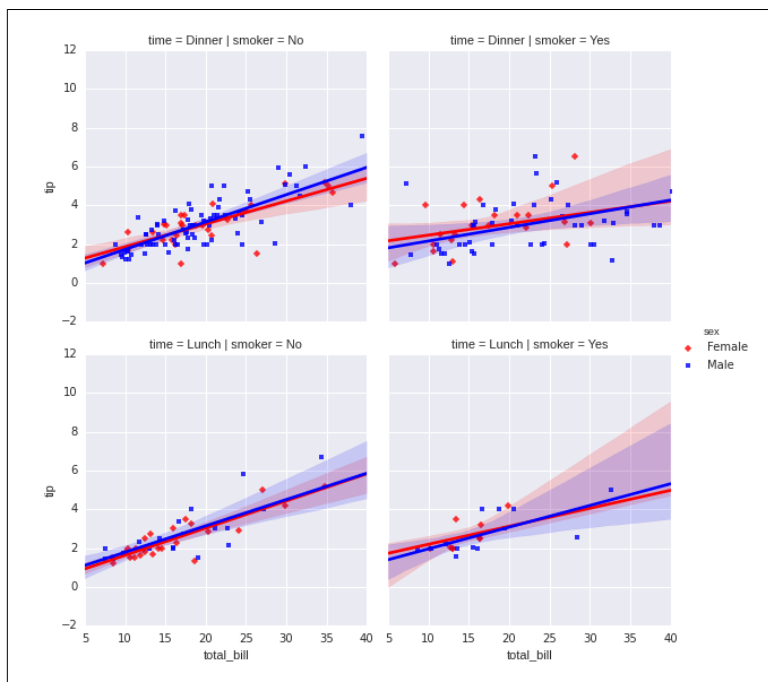 time = Dinner | smoker = No
time = Dinner | smoker = Yes
12
10
8
6
4
2
0
−2
tip
time = Lunch | smoker = No
time = Lunch | smoker = Yes
12
10
8
6
4
2
0
−2
tip
5 10 15 20 25 30 35 40
5 10 15 20 25 30 35 40
total_bill
total_bill
sex
Female
Male